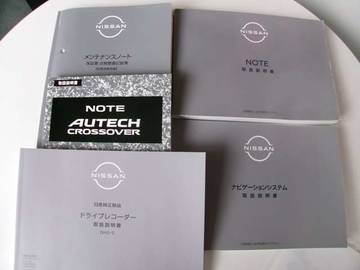 NISSAN
メンテナンスノート
NISSAN
NOTE
取扱説明書
取扱説明書
NOTE
AUTECH
CROSSOVER
NISSAN
日産純正部品
ドライブレコーダー
取扱説明書
NISSAN
ナビゲーションシステム
取扱説明書